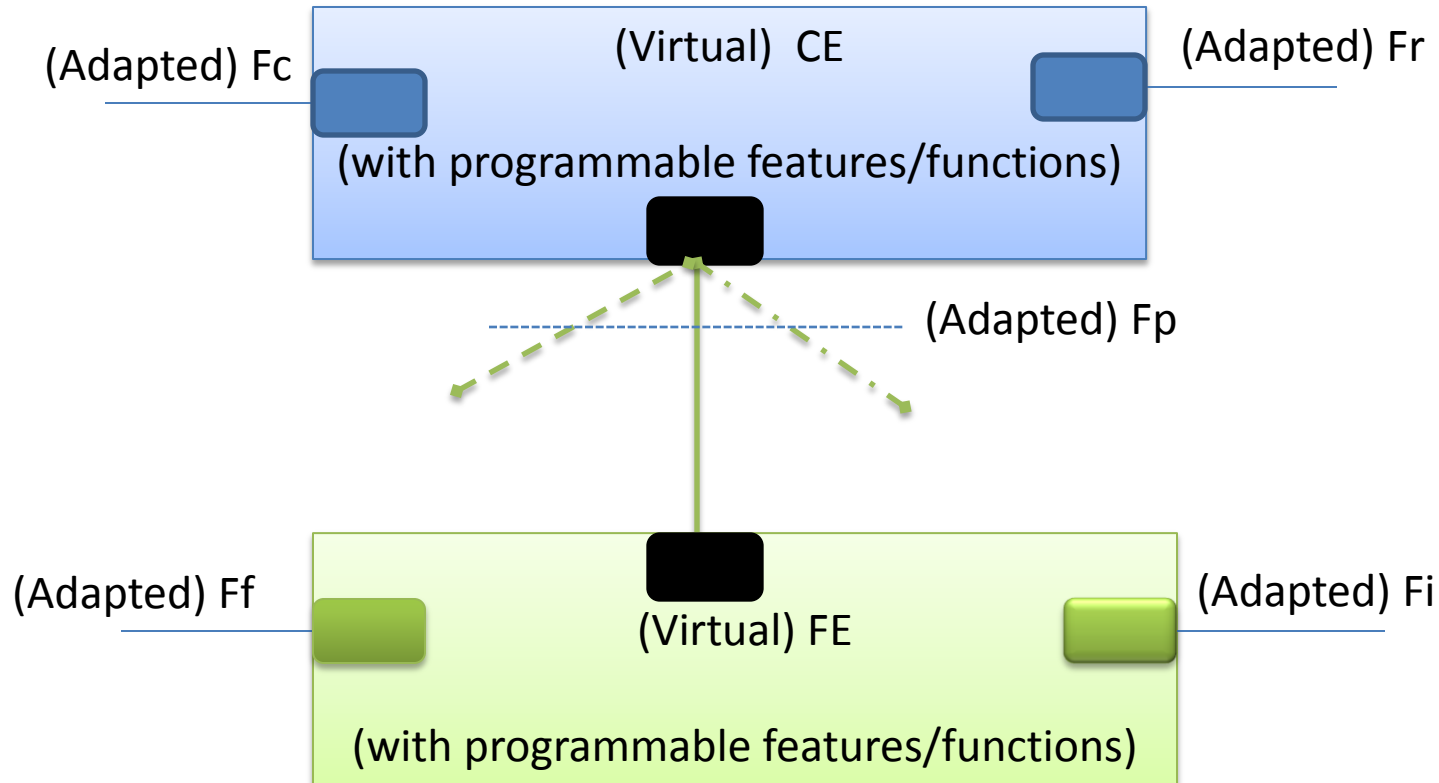 (Virtual) CE
(Adapted) Fc
(Adapted) Fr
(with programmable features/functions)
(Adapted) Fp
(Adapted) Ff
(Adapted) Fi
(Virtual) FE
(with programmable features/functions)